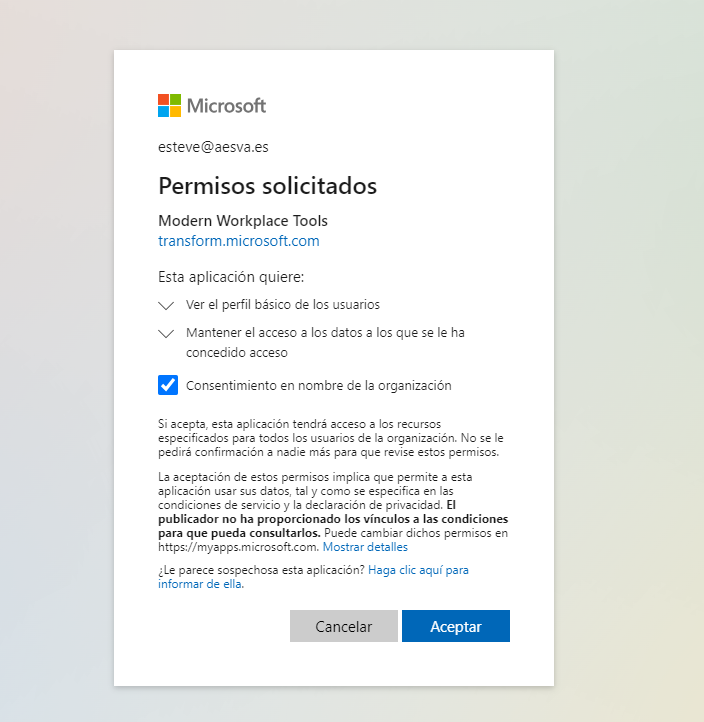 Microsoft
esteve@aesva.es
Permisos solicitados
Modern Workplace Tools
transform.microsoft.com
Esta aplicación quiere:
Ver el perfil básico de los usuarios
Mantener el acceso a los datos a los que se le ha
concedido acceso
Consentimiento en nombre de la organización
Si acepta, esta aplicación tendrá acceso a los recursos
especificados para todos los usuarios de la organización. No se le
pedirá confirmación a nadie más para que revise estos permisos.
La aceptación de estos permisos implica que permite a esta
aplicación usar sus datos, tal y como se especifica en las
condiciones de servicio y la declaración de privacidad. El
publicador no ha proporcionado los vínculos a las condiciones
para que pueda consultarlos. Puede cambiar dichos permisos en
https://myapps.microsoft.com. Mostrar detalles
¿Le parece sospechosa esta aplicación? Haga clic aquí para
informar de ella.
Cancelar
Aceptar